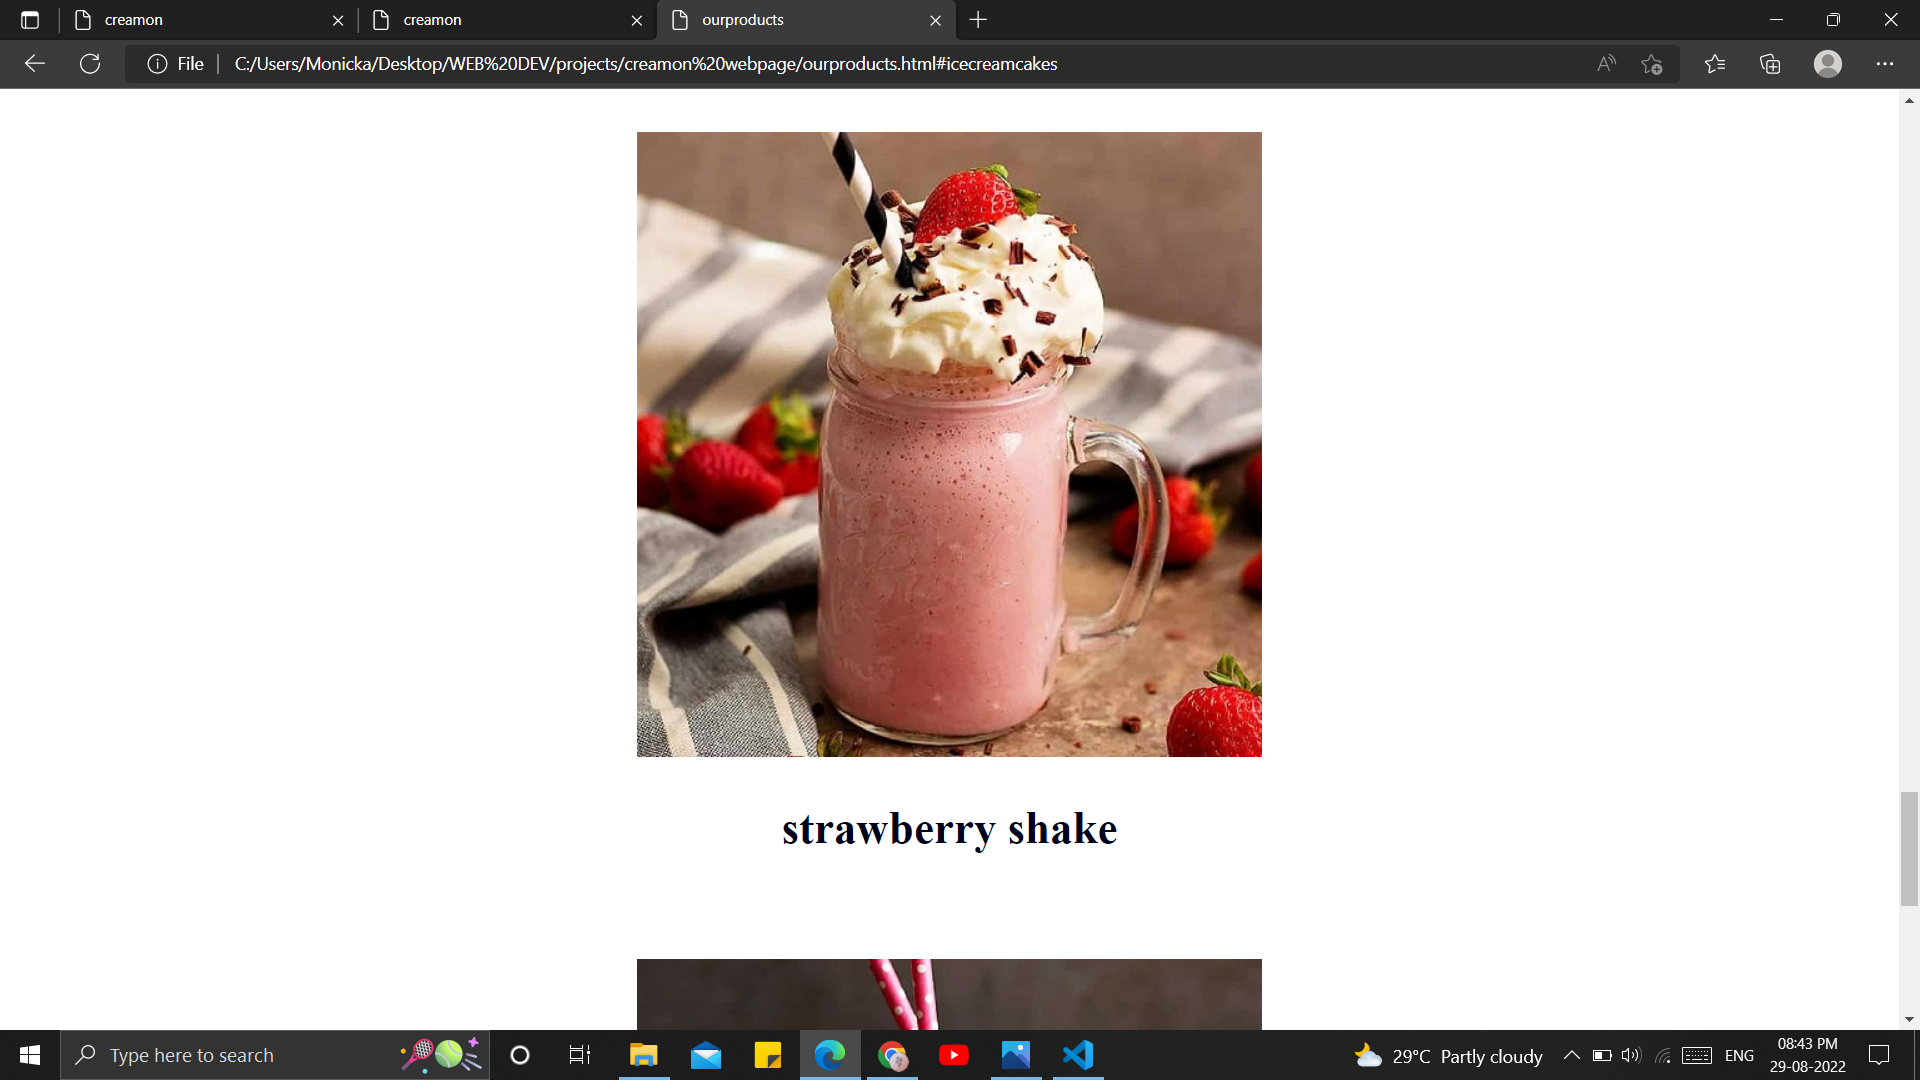 creamon
creamon
ourproducts
File
C:/Users/Monicka/Desktop/WEB%20DEV/projects/creamon%20webpage/ourproducts.html#icecreamcakes
strawberry shake
Type here to search
29°C Partly cloudy
ENG
08:43 PM
29-08-2022